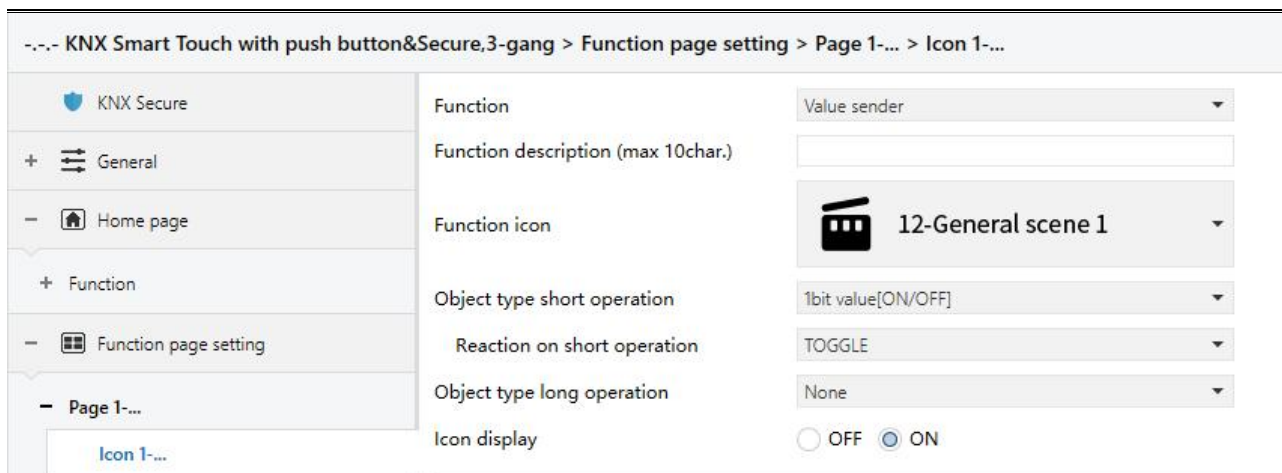 -.-.- KNX Smart Touch with push button&Secure,3-gang > Function page setting > Page 1-... > Icon 1-...
KNX Secure
+ General
- Home page
+ Function
- Function page setting
- Page 1-...
Icon 1-...
Function
Value sender
Function description (max 10char.)
Function icon
12-General scene 1
Object type short operation
1bit value[ON/OFF]
Reaction on short operation
TOGGLE
Object type long operation
None
Icon display
OFF ON